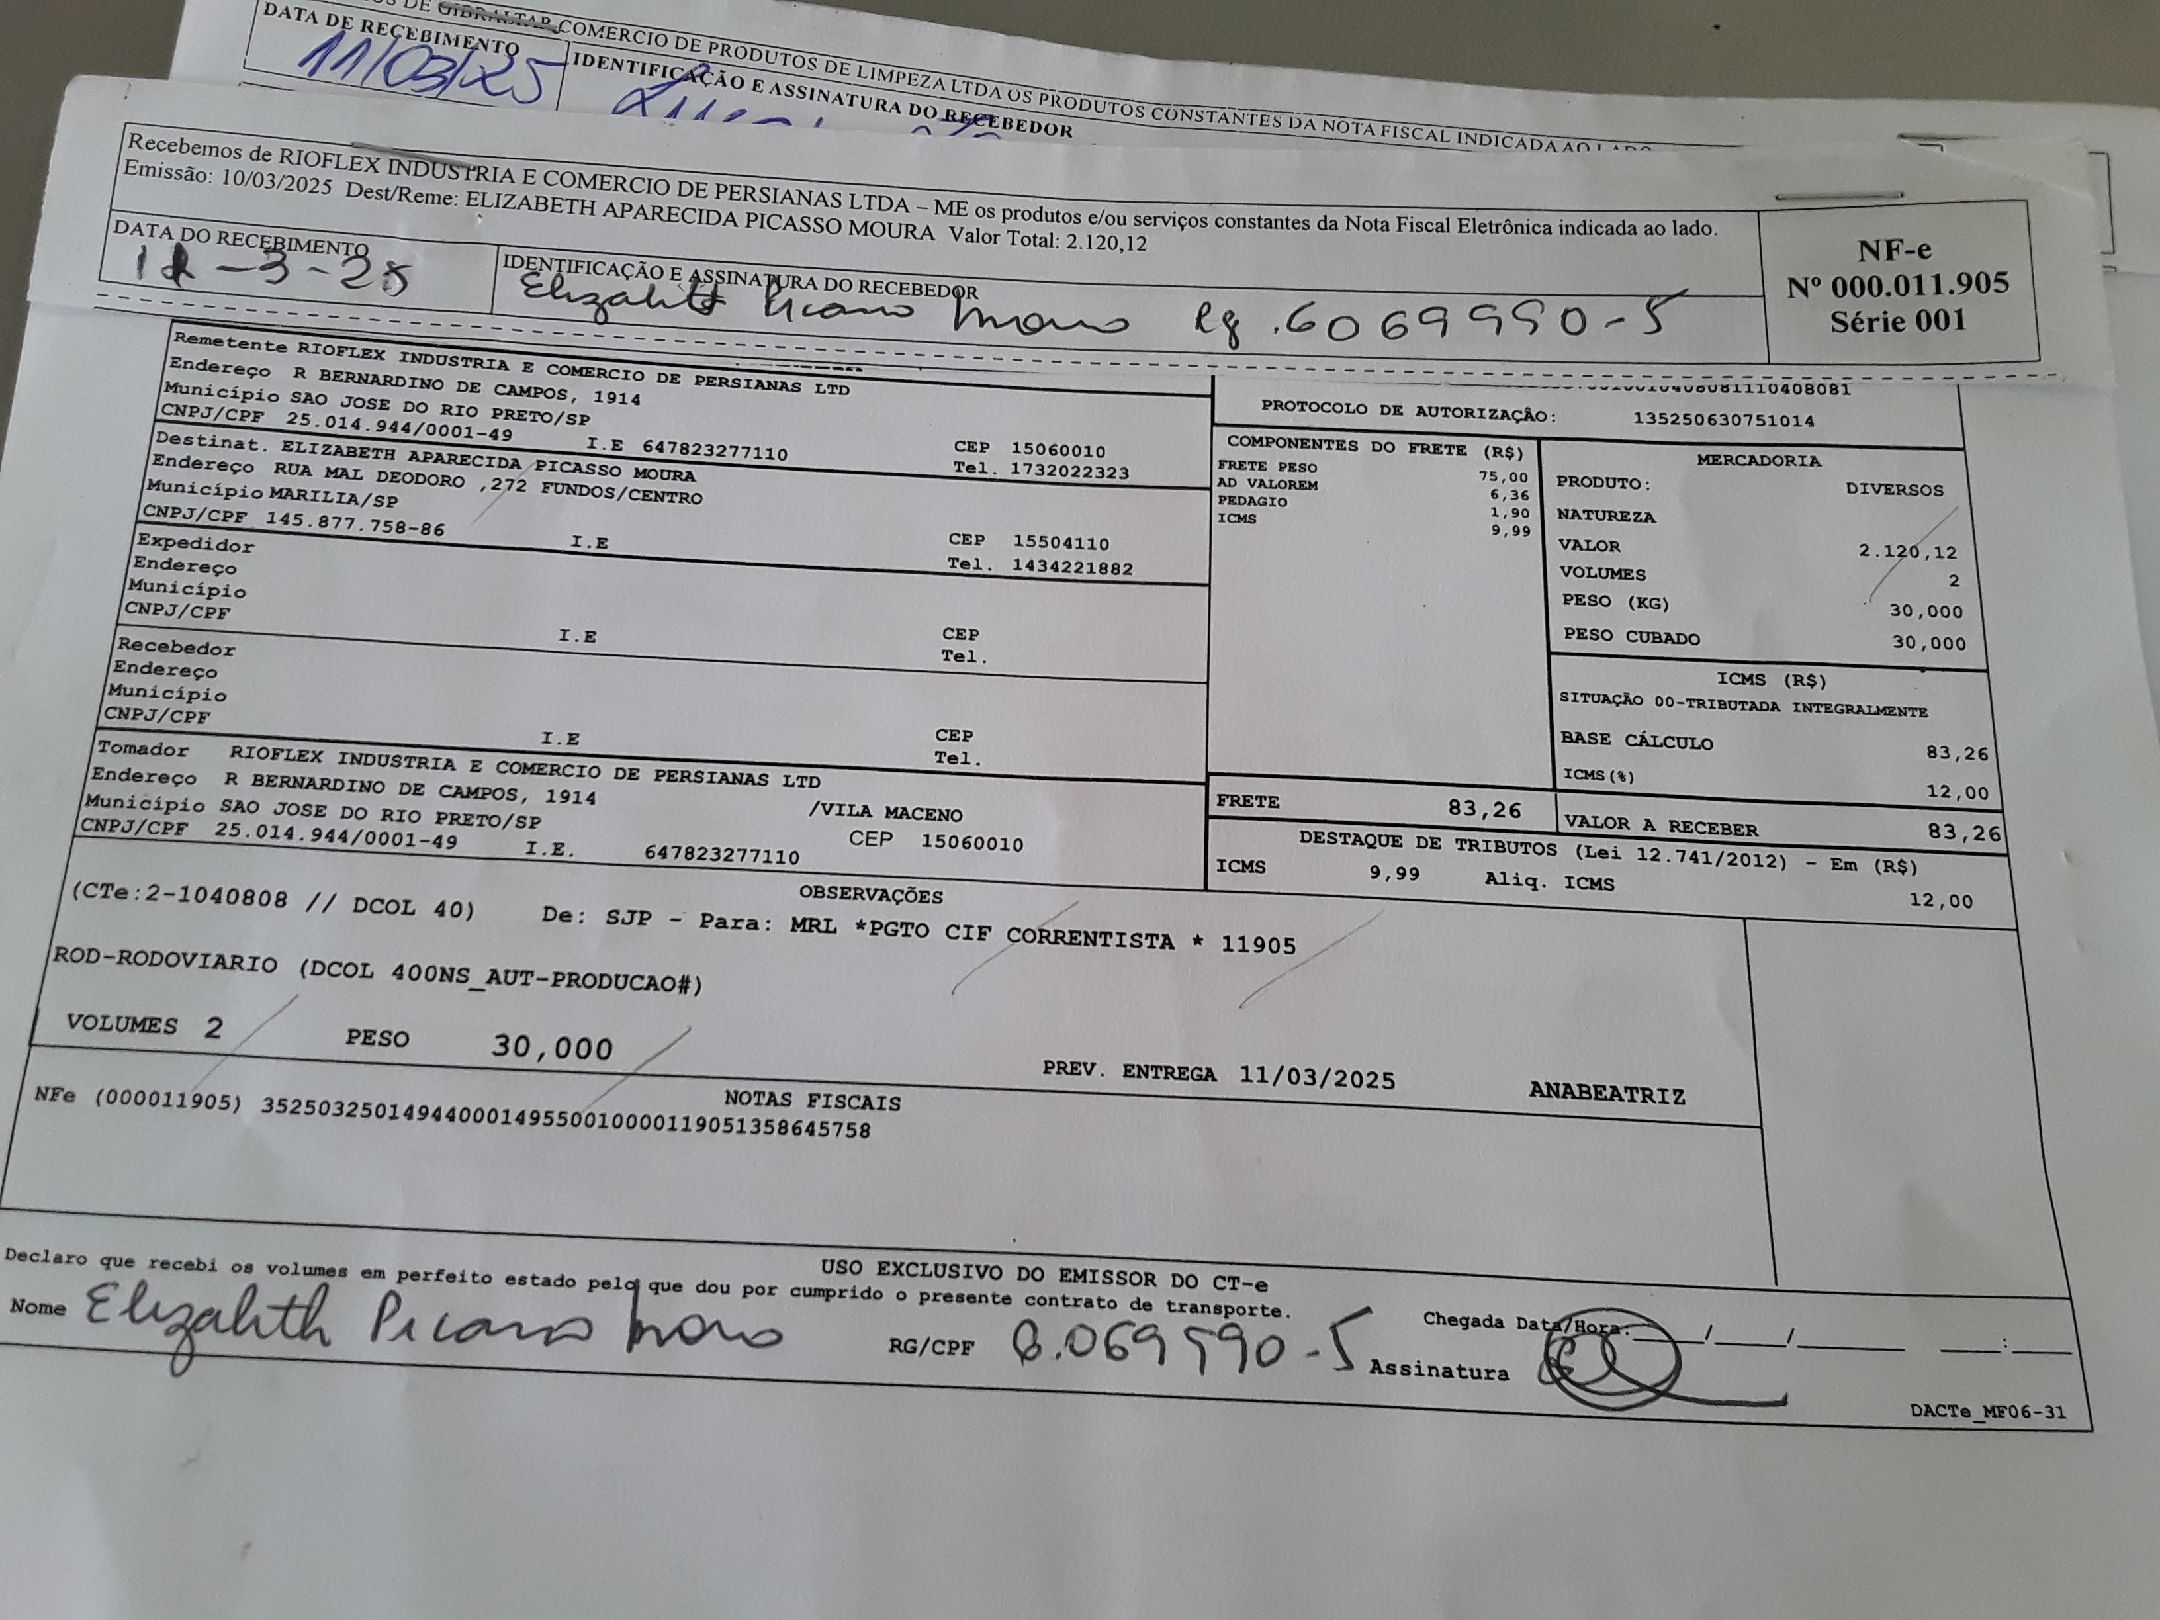 DE GIBRALTAR COMERCIO DE PRODUTOS DE LIMPEZA LTDA OS PRODUTOS CONSTANTES DA NOTA FISCAL INDICADA AO LADO
DATA DE RECEBIMENTO
11/03/25
IDENTIFICAÇÃO E ASSINATURA DO RECEBEDOR
Recebemos de RIOFLEX INDUSTRIA E COMERCIO DE PERSIANAS LTDA – ME os produtos e/ou serviços constantes da Nota Fiscal Eletrônica indicada ao lado.
Emissão: 10/03/2025 Dest/Reme: ELIZABETH APARECIDA PICASSO MOURA Valor Total: 2.120,12
DATA DO RECEBIMENTO
-3-25
IDENTIFICAÇÃO E ASSINATURA DO RECEBEDOR
Elizabeth Picasso Moura Rg .6069990-5
NF-e
Nº 000.011.905
Série 001
Remetente RIOFLEX INDUSTRIA E COMERCIO DE PERSIANAS LTD
Endereço R BERNARDINO DE CAMPOS, 1914
Município SAO JOSE DO RIO PRETO/SP
CEP 15060010
CNPJ/CPF 25.014.944/0001-49 I.E 647823277110 Tel. 1732022323
Destinat. ELIZABETH APARECIDA PICASSO MOURA
Endereço RUA MAL DEODORO ,272 FUNDOS/CENTRO
Município MARILIA/SP CEP 15504110
CNPJ/CPF 145.877.758-86 I.E Tel. 1434221882
Expedidor
Endereço
Município CEP
CNPJ/CPF I.E Tel.
Recebedor
Endereço
Município CEP
CNPJ/CPF I.E Tel.
Tomador RIOFLEX INDUSTRIA E COMERCIO DE PERSIANAS LTD
Endereço R BERNARDINO DE CAMPOS, 1914 /VILA MACENO
Município SAO JOSE DO RIO PRETO/SP CEP 15060010
CNPJ/CPF 25.014.944/0001-49 I.E. 647823277110
PROTOCOLO DE AUTORIZAÇÃO: 135250630751014
COMPONENTES DO FRETE (R$)
FRETE PESO 75,00
AD VALOREM 6,36
PEDAGIO 1,90
ICMS 9,99
MERCADORIA
PRODUTO: DIVERSOS
NATUREZA
VALOR 2.120,12
VOLUMES 2
PESO (KG) 30,000
PESO CUBADO 30,000
ICMS (R$)
SITUAÇÃO 00-TRIBUTADA INTEGRALMENTE
BASE CÁLCULO 83,26
ICMS(%) 12,00
FRETE 83,26 VALOR A RECEBER 83,26
DESTAQUE DE TRIBUTOS (Lei 12.741/2012) - Em (R$)
ICMS 9,99 Aliq. ICMS 12,00
OBSERVAÇÕES
(CTe:2-1040808 // DCOL 40) De: SJP - Para: MRL *PGTO CIF CORRENTISTA * 11905
ROD-RODOVIARIO (DCOL 400NS_AUT-PRODUCAO#)
VOLUMES 2 PESO 30,000 PREV. ENTREGA 11/03/2025 ANABEATRIZ
NOTAS FISCAIS
NFe (000011905) 35250325014944000149550010000119051358645758
USO EXCLUSIVO DO EMISSOR DO CT-e
Declaro que recebi os volumes em perfeito estado pelo que dou por cumprido o presente contrato de transporte.
Nome Elizabeth Picasso Moura RG/CPF 6.069990-5
Chegada Data/Hora: / / :
Assinatura
DACTe_MF06-31